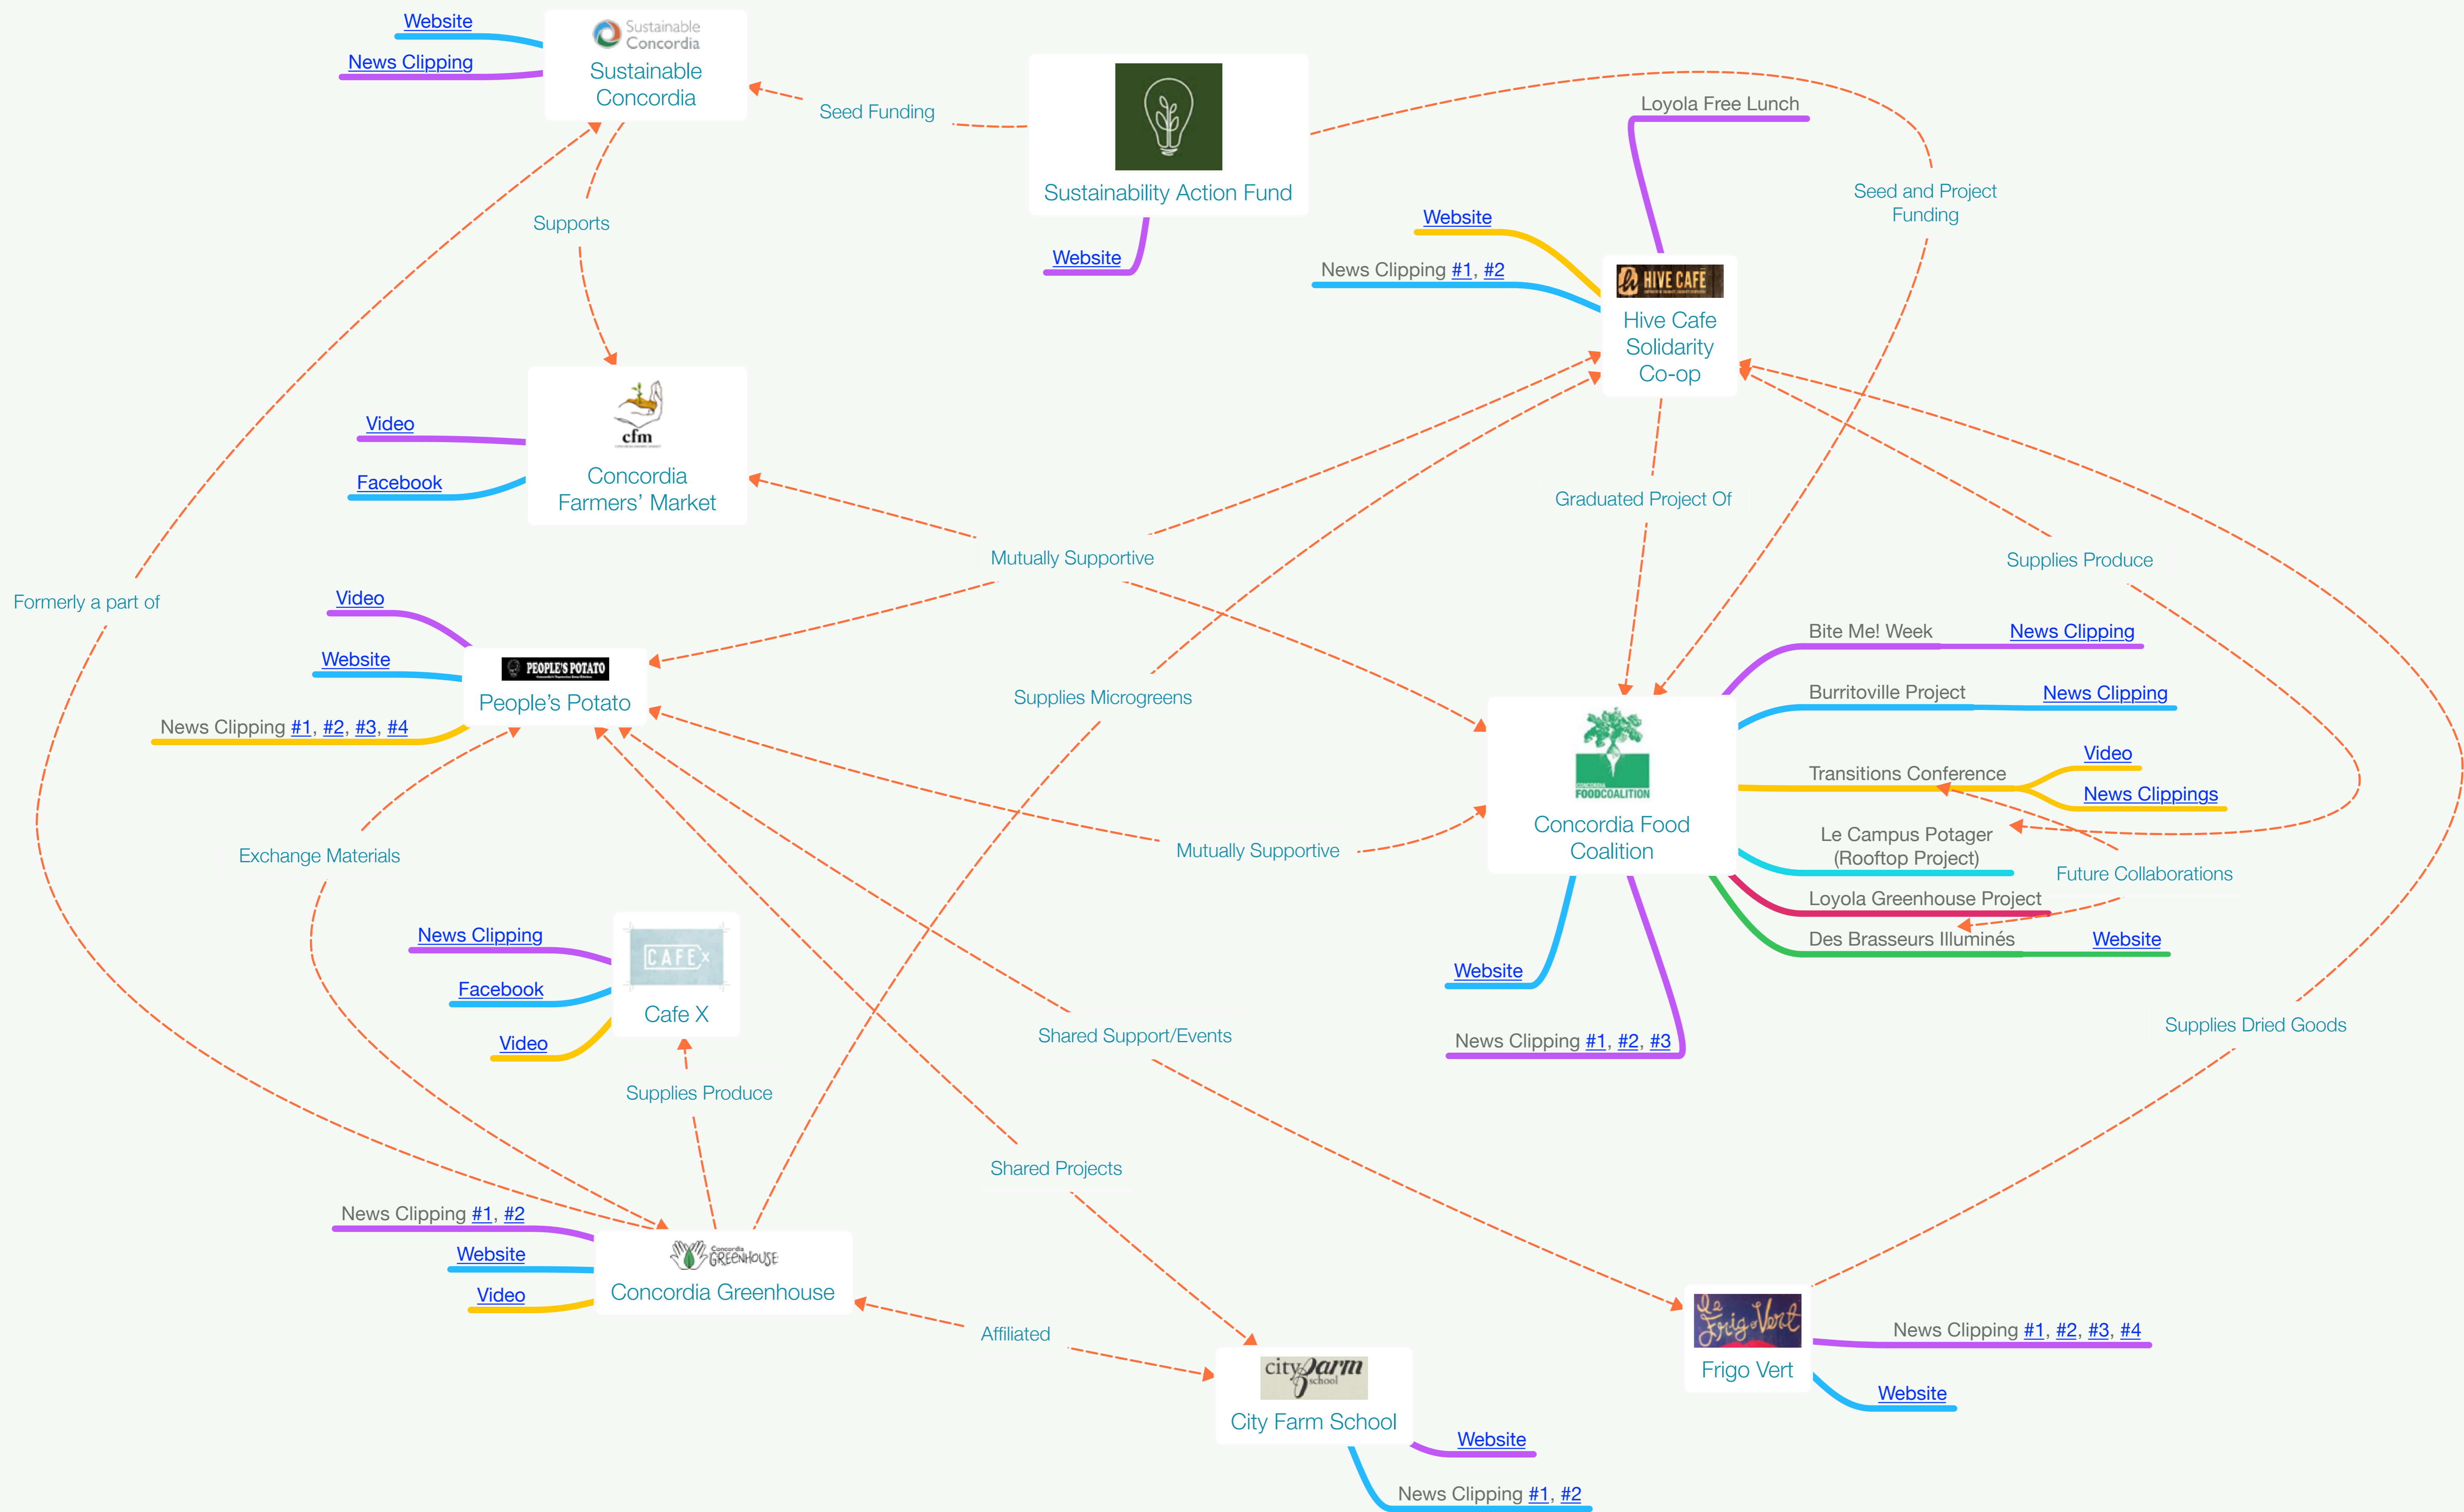 Website
News Clipping
Sustainable
Concordia
Sustainable
Concordia
Seed Funding
Sustainability Action Fund
Website
Loyola Free Lunch
Seed and Project
Funding
Website
News Clipping #1, #2
HIVE CAFÉ
Hive Cafe
Solidarity
Co-op
Supports
Video
Facebook
cfm
Concordia
Farmers' Market
Graduated Project Of
Mutually Supportive
Supplies Produce
Formerly a part of
Video
Website
News Clipping #1, #2, #3, #4
PEOPLE'S POTATO
People's Potato
Supplies Microgreens
Bite Me! Week
News Clipping
Burritoville Project
News Clipping
Transitions Conference
Video
News Clippings
Le Campus Potager
(Rooftop Project)
Future Collaborations
Loyola Greenhouse Project
Des Brasseurs Illuminés
Website
CONCORDIA
FOODCOALITION
Concordia Food
Coalition
Website
News Clipping #1, #2, #3
Mutually Supportive
Exchange Materials
News Clipping
Facebook
Video
CAFE X
Cafe X
Supplies Produce
Shared Support/Events
Supplies Dried Goods
Shared Projects
News Clipping #1, #2
Website
Video
Concordia
GREENHOUSE
Concordia Greenhouse
Affiliated
city farm
school
City Farm School
Website
News Clipping #1, #2
le
Frigo Vert
Frigo Vert
News Clipping #1, #2, #3, #4
Website